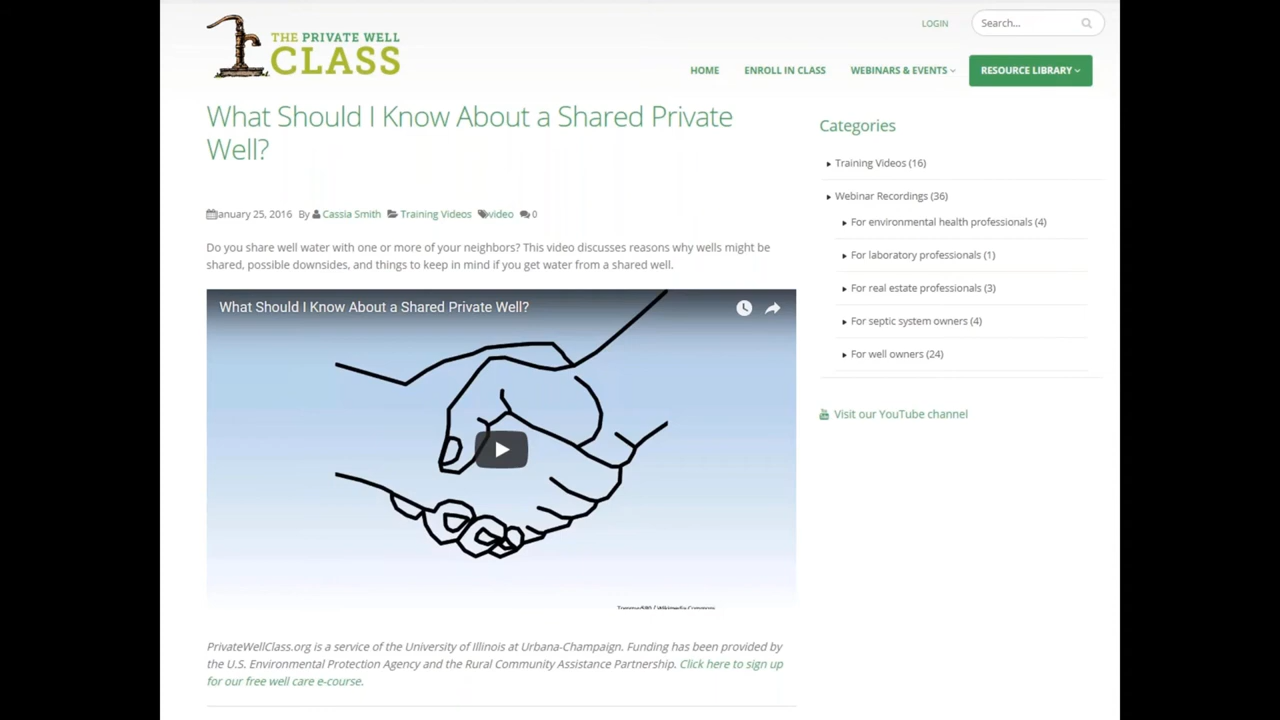 THE PRIVATE WELL
CLASS
LOGIN
Search...
HOME
ENROLL IN CLASS
WEBINARS & EVENTS
RESOURCE LIBRARY
What Should I Know About a Shared Private
Well?
anuary 25, 2016 By Cassia Smith Training Videos video 0
Do you share well water with one or more of your neighbors? This video discusses reasons why wells might be
shared, possible downsides, and things to keep in mind if you get water from a shared well.
What Should I Know About a Shared Private Well?
Wikimedia Commons
PrivateWellClass.org is a service of the University of Illinois at Urbana-Champaign. Funding has been provided by
the U.S. Environmental Protection Agency and the Rural Community Assistance Partnership. Click here to sign up
for our free well care e-course.
Categories
Training Videos (16)
Webinar Recordings (36)
For environmental health professionals (4)
For laboratory professionals (1)
For real estate professionals (3)
For septic system owners (4)
For well owners (24)
Visit our YouTube channel